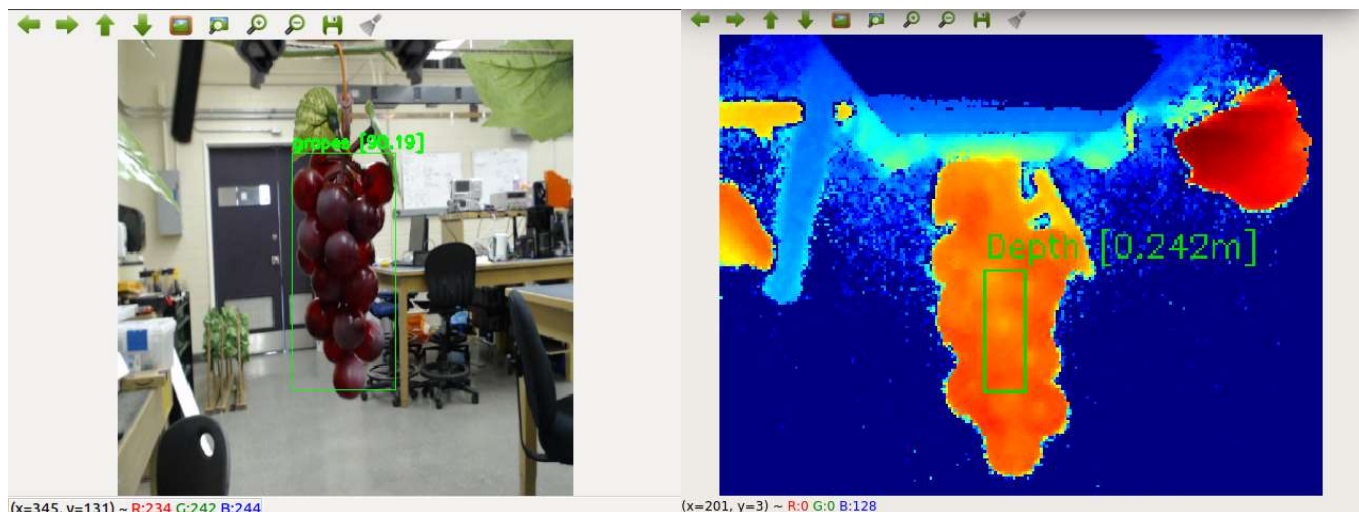 grapes [90.19]
Depth [0.242m]
(x=345, y=131) ~ R:234 G:242 B:244
(x=201, y=3) ~ R:0 G:0 B:128